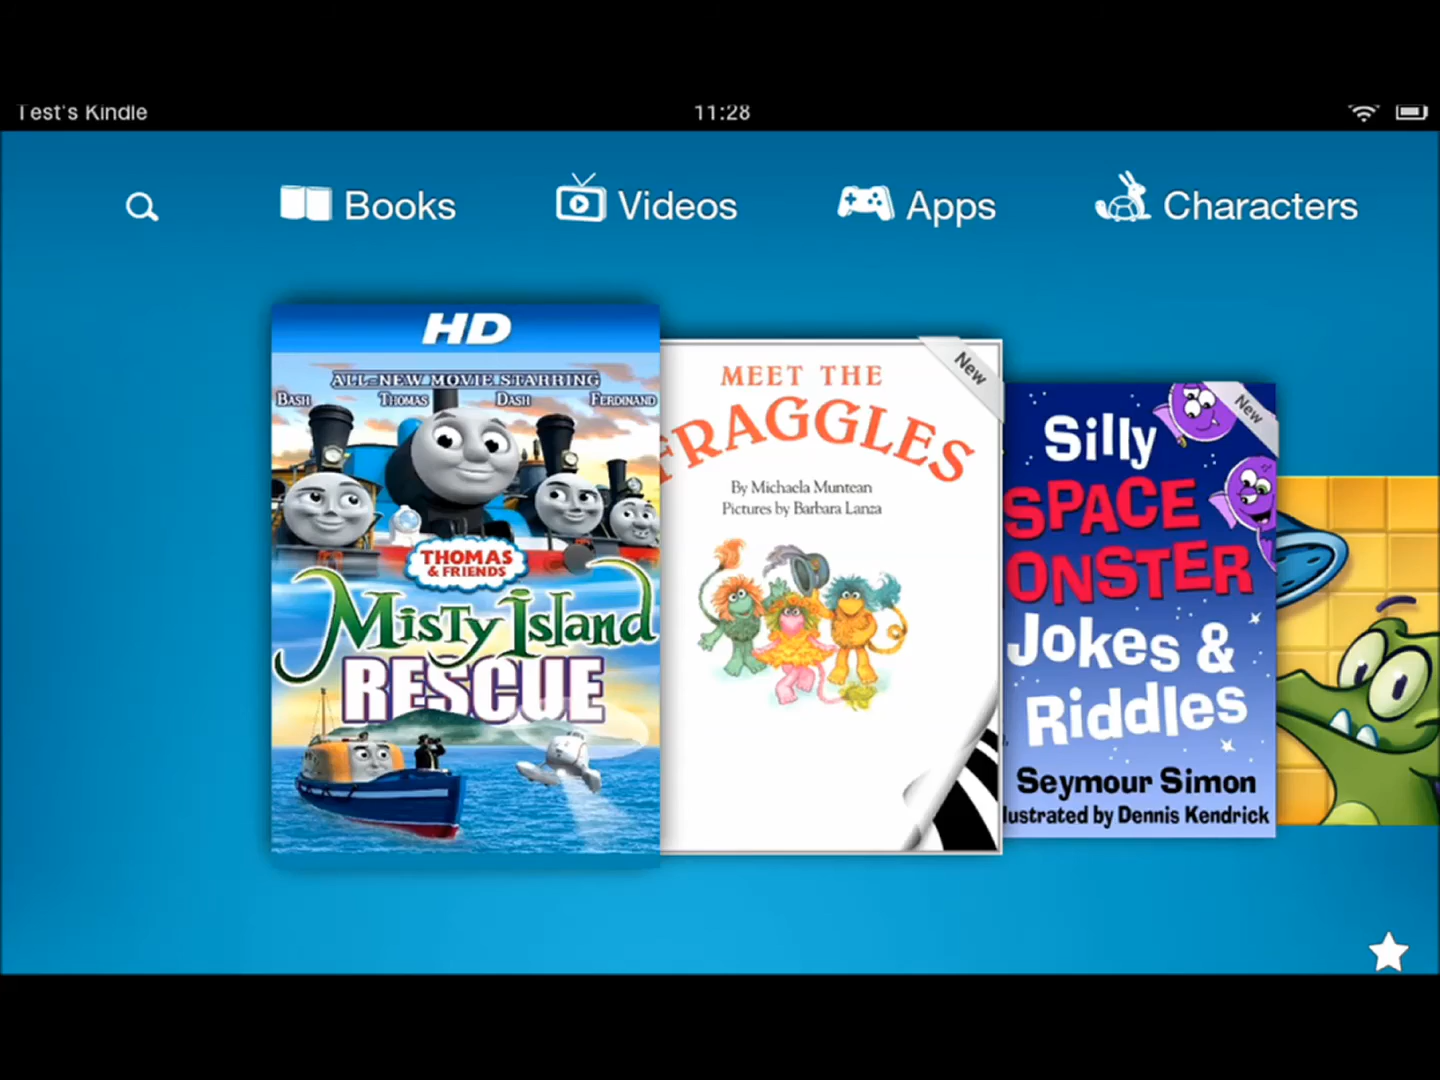 Test's Kindle
11:28
Books
Videos
Apps
Characters
HD
ALL-NEW MOVIE STARRING
BASH THOMAS DASH FERDINAND
THOMAS
& FRIENDS
MISTY ISLAND
RESCUE
New
MEET THE
FRAGGLES
By Michaela Muntean
Pictures by Barbara Lanza
New
Silly
SPACE
ONSTER
Jokes &
Riddles
Seymour Simon
lustrated by Dennis Kendrick